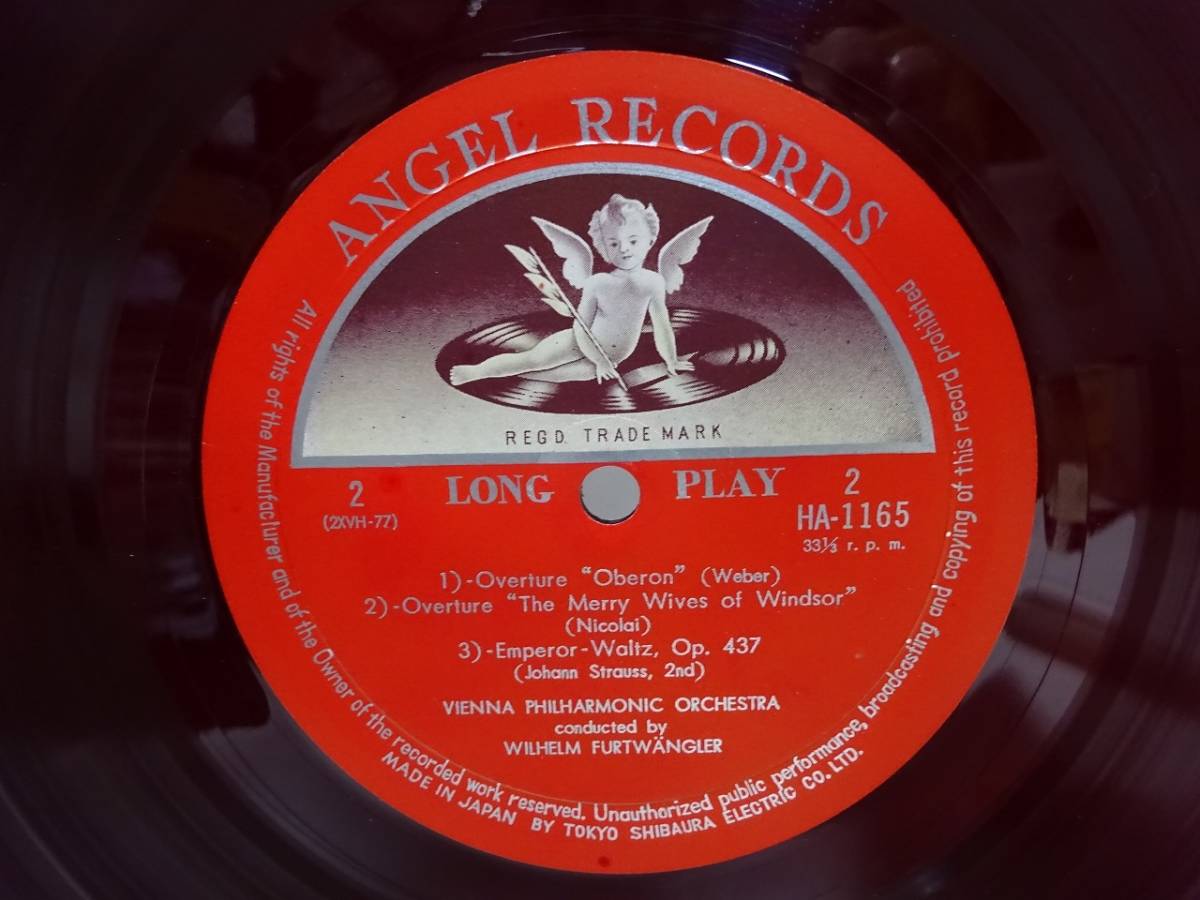 ANGEL RECORDS
REGD. TRADE MARK
2 LONG PLAY 2
(2XVH-77) HA-1165
33⅓ r. p. m.
1)-Overture "Oberon" (Weber)
2)-Overture "The Merry Wives of Windsor"
(Nicolai)
3)-Emperor-Waltz, Op. 437
(Johann Strauss, 2nd)
VIENNA PHILHARMONIC ORCHESTRA
conducted by
WILHELM FURTWÄNGLER
All rights of the Manufacturer and of the Owner of the recorded work reserved. Unauthorized public performance, broadcasting and copying of this record prohibited
MADE IN JAPAN BY TOKYO SHIBAURA ELECTRIC CO. LTD.